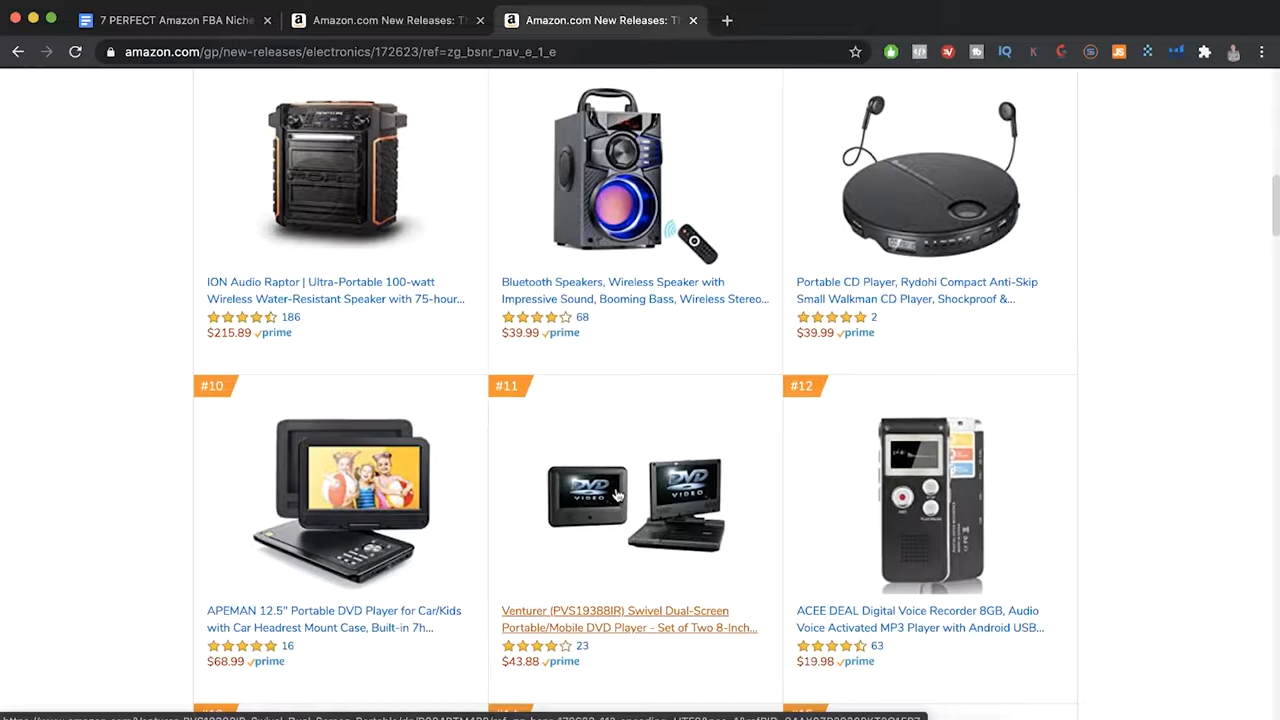 7 PERFECT Amazon FBA Niche
Amazon.com New Releases: Th
Amazon.com New Releases: Th
amazon.com/gp/new-releases/electronics/172623/ref=zg_bsnr_nav_e_1_e
ION Audio Raptor | Ultra-Portable 100-watt
Wireless Water-Resistant Speaker with 75-hour...
186
$215.89 prime
Bluetooth Speakers, Wireless Speaker with
Impressive Sound, Booming Bass, Wireless Stereo...
68
$39.99 prime
Portable CD Player, Rydohi Compact Anti-Skip
Small Walkman CD Player, Shockproof &...
2
$39.99 prime
#10
APEMAN 12.5" Portable DVD Player for Car/Kids
with Car Headrest Mount Case, Built-in 7h...
16
$68.99 prime
#11
DVD
VIDEO
DVD
VIDEO
Venturer (PVS19388IR) Swivel Dual-Screen
Portable/Mobile DVD Player - Set of Two 8-Inch...
23
$43.88 prime
#12
ACEE DEAL Digital Voice Recorder 8GB, Audio
Voice Activated MP3 Player with Android USB...
63
$19.98 prime